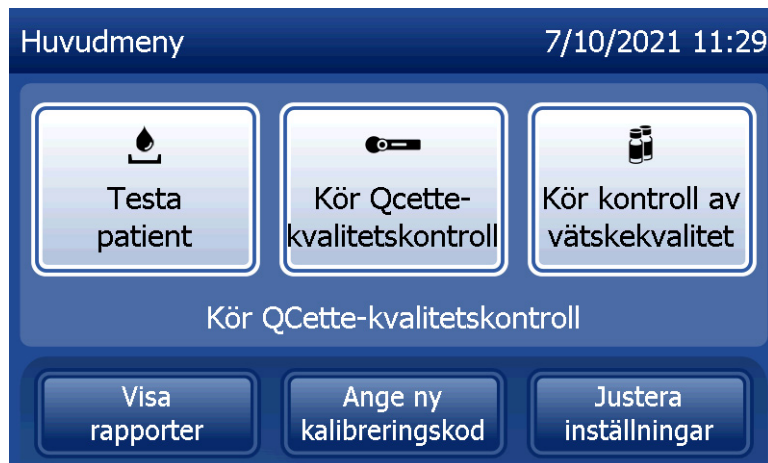 Huvudmeny 7/10/2021 11:29
Testa
patient
Kör Qcette-
kvalitetskontroll
Kör kontroll av
vätskekvalitet
Kör QCette-kvalitetskontroll
Visa
rapporter
Ange ny
kalibreringskod
Justera
inställningar